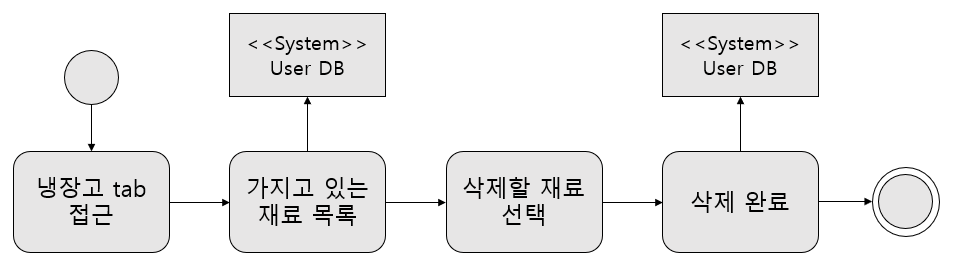 <<System>>
User DB
<<System>>
User DB
냉장고 tab
접근
가지고 있는
재료 목록
삭제할 재료
선택
삭제 완료